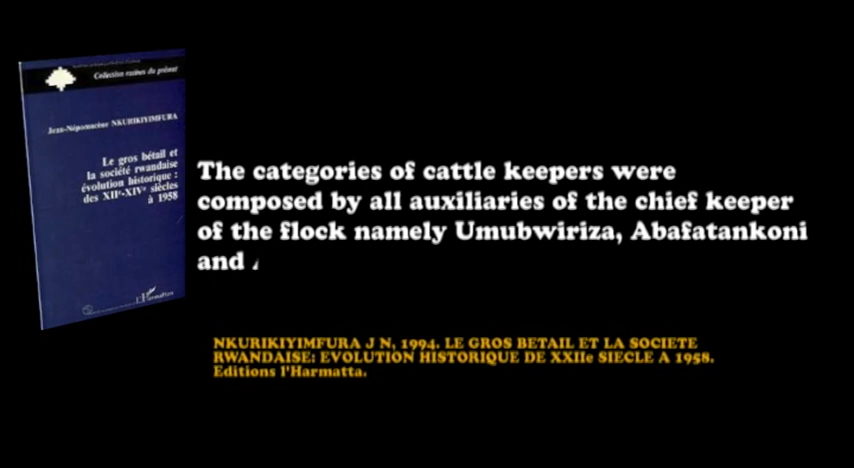 Collection racines du présent
Jean-Népomucène NKURIKIYIMFURA
Le gros bétail et
la société rwandaise
évolution historique :
des XIIᵉ-XIVᵉ siècles
à 1958
L'Harmattan
The categories of cattle keepers were
composed by all auxiliaries of the chief keeper
of the flock namely Umubwiriza, Abafatankoni
and
NKURIKIYIMFURA J N, 1994. LE GROS BETAIL ET LA SOCIETE
RWANDAISE: EVOLUTION HISTORIQUE DE XXIIe SIECLE A 1958.
Editions l'Harmatta.